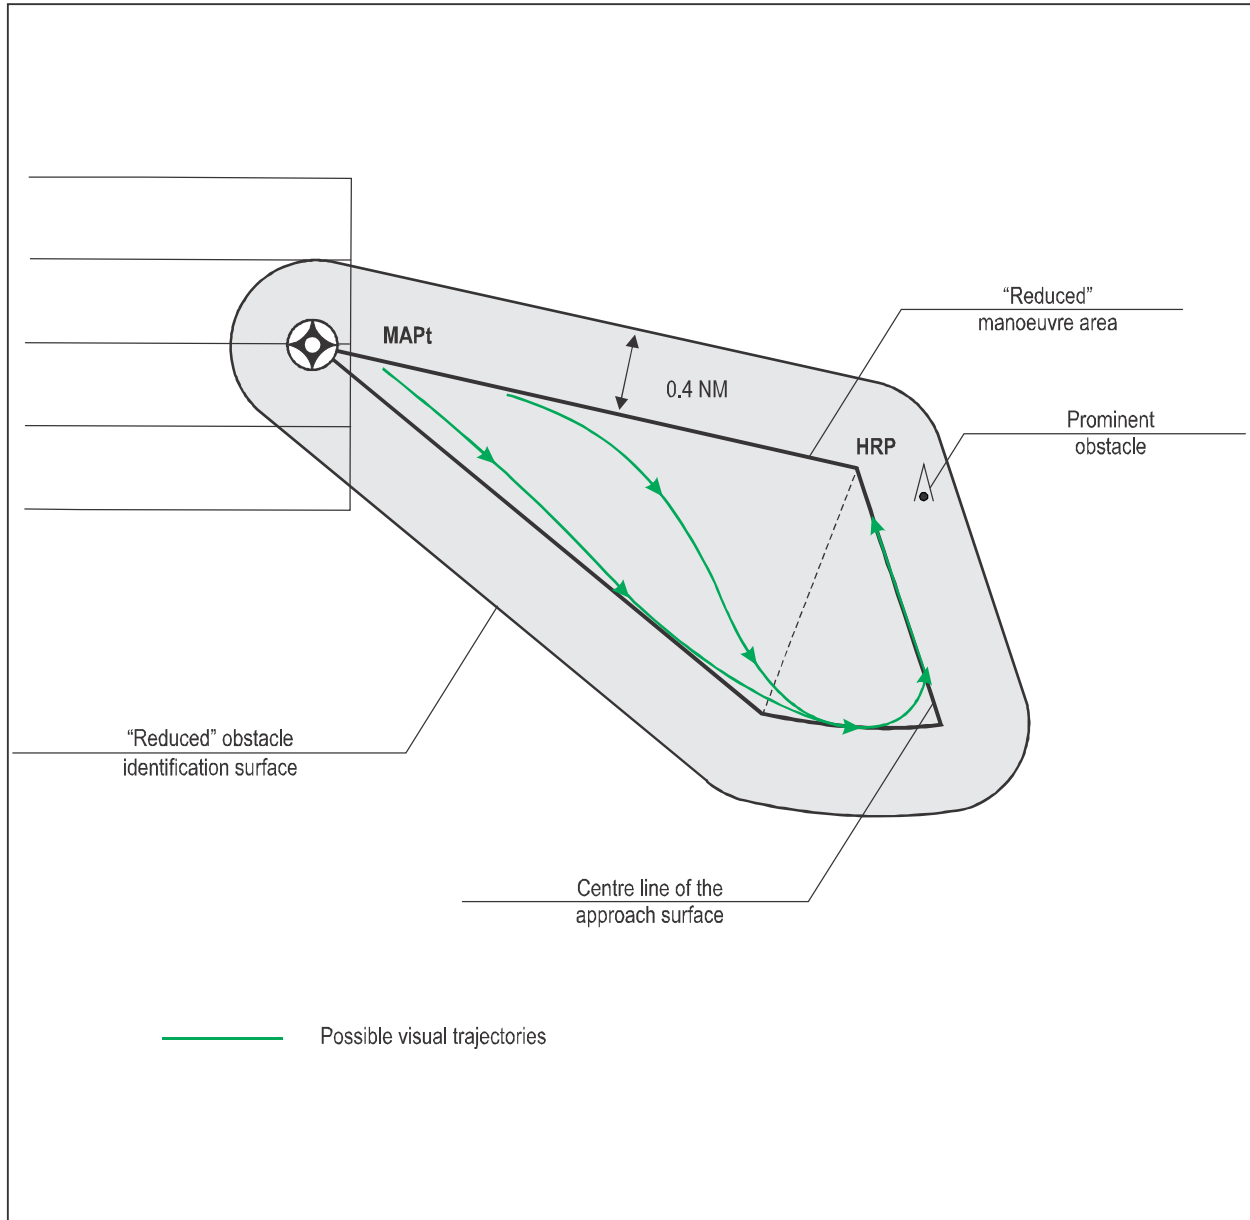 “Reduced”
manoeuvre area
MAPt
0.4 NM
Prominent
obstacle
HRP
“Reduced” obstacle
identification surface
Centre line of the
approach surface
Possible visual trajectories